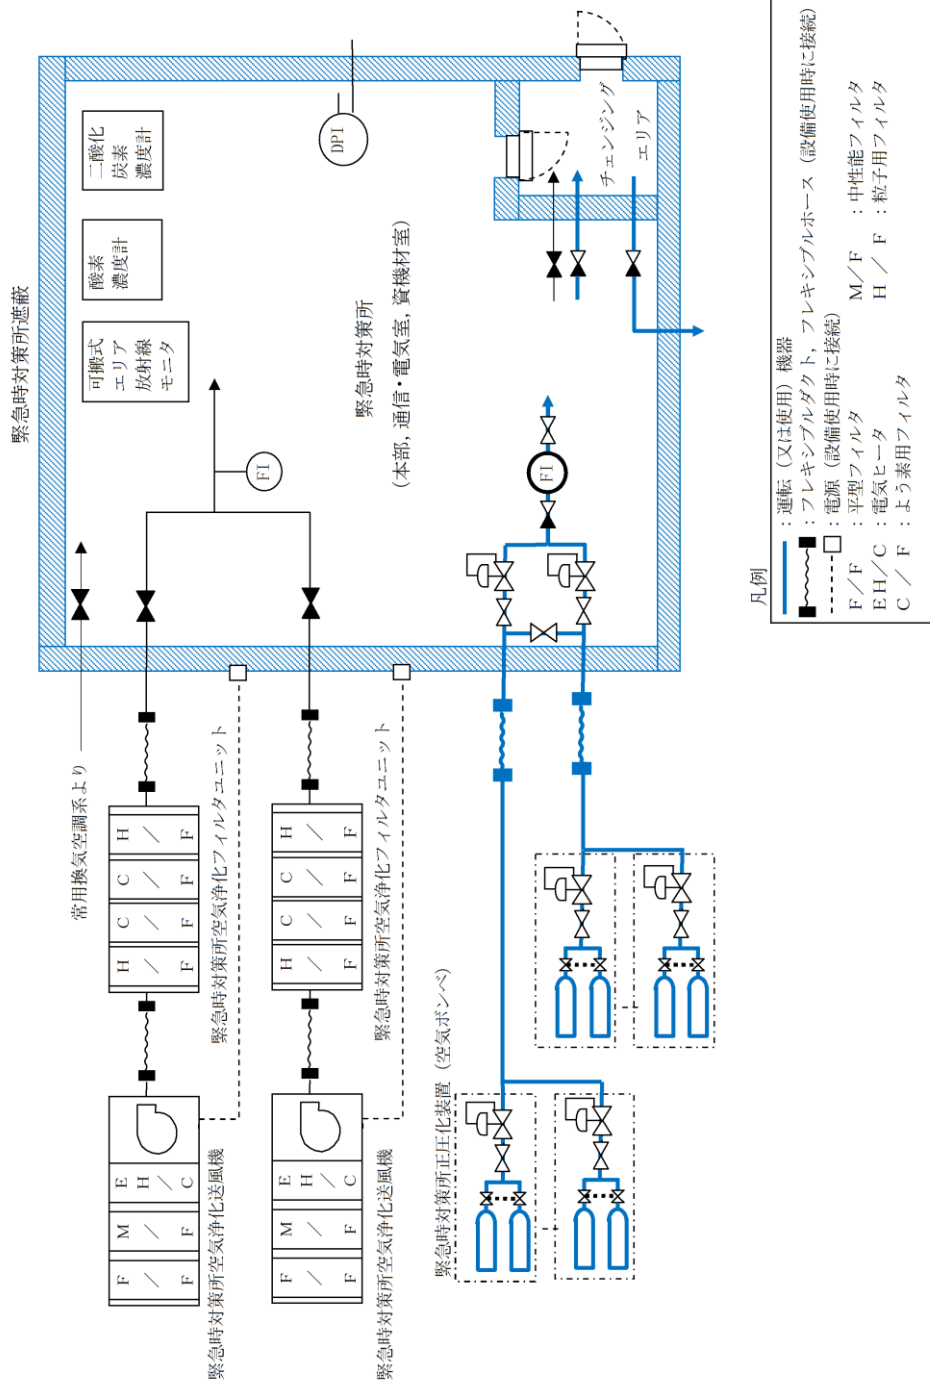 緊急時対策所遮蔽
二酸化
炭素
濃度計
酸素
濃度計
可搬式
エリア
放射線
モニタ
DPI
チェンジング
エリア
緊急時対策所
(本部, 通信・電気室, 資機材室)
FI
FI
常用換気空調系より
H/F
C/F
C/F
H/F
緊急時対策所空気浄化フィルタユニット
H/F
C/F
C/F
H/F
緊急時対策所空気浄化フィルタユニット
F/F
M/F
EH/C
緊急時対策所空気浄化送風機
F/F
M/F
EH/C
緊急時対策所空気浄化送風機
緊急時対策所正圧化装置（空気ボンベ）
凡例
：運転（又は使用）機器
：フレキシブルダクト, フレキシブルホース（設備使用時に接続）
：電源（設備使用時に接続）
F/F ：平型フィルタ
M/F ：中性能フィルタ
EH/C ：電気ヒータ
H/F ：粒子用フィルタ
C/F ：よう素用フィルタ